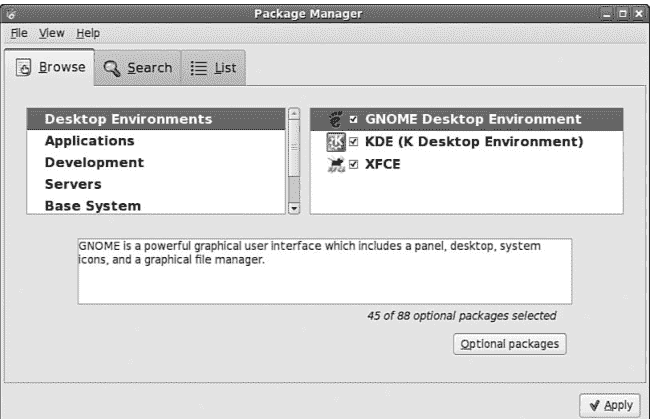 Package Manager
File View Help
Browse Search List
Desktop Environments
Applications
Development
Servers
Base System
GNOME Desktop Environment
KDE (K Desktop Environment)
XFCE
GNOME is a powerful graphical user interface which includes a panel, desktop, system
icons, and a graphical file manager.
45 of 88 optional packages selected
Optional packages
Apply